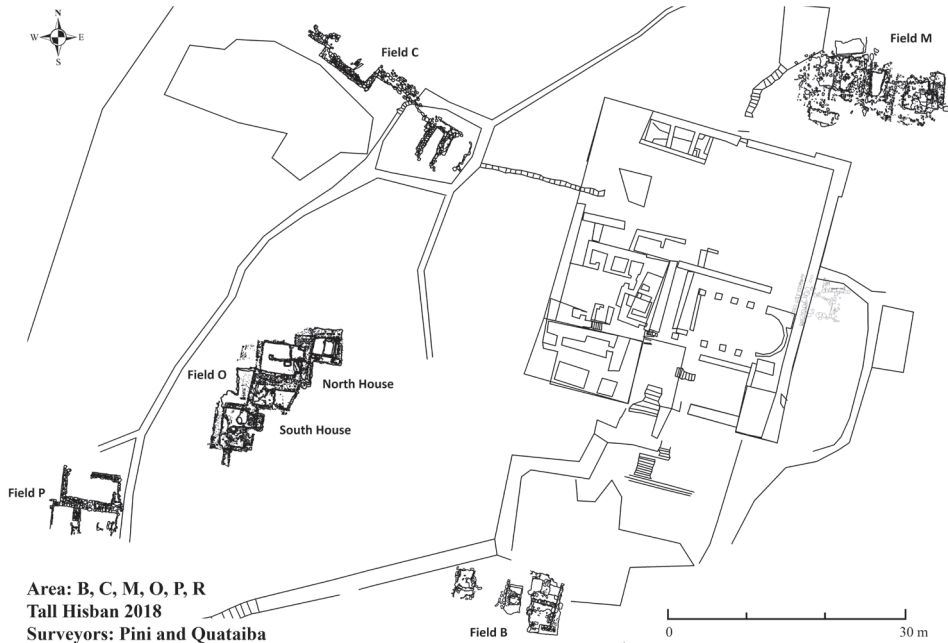 N
W E
S
Field C
Field M
Field O
North House
South House
Field P
Area: B, C, M, O, P, R
Tall Hisban 2018
Surveyors: Pini and Quataiba
Field B
0 30 m